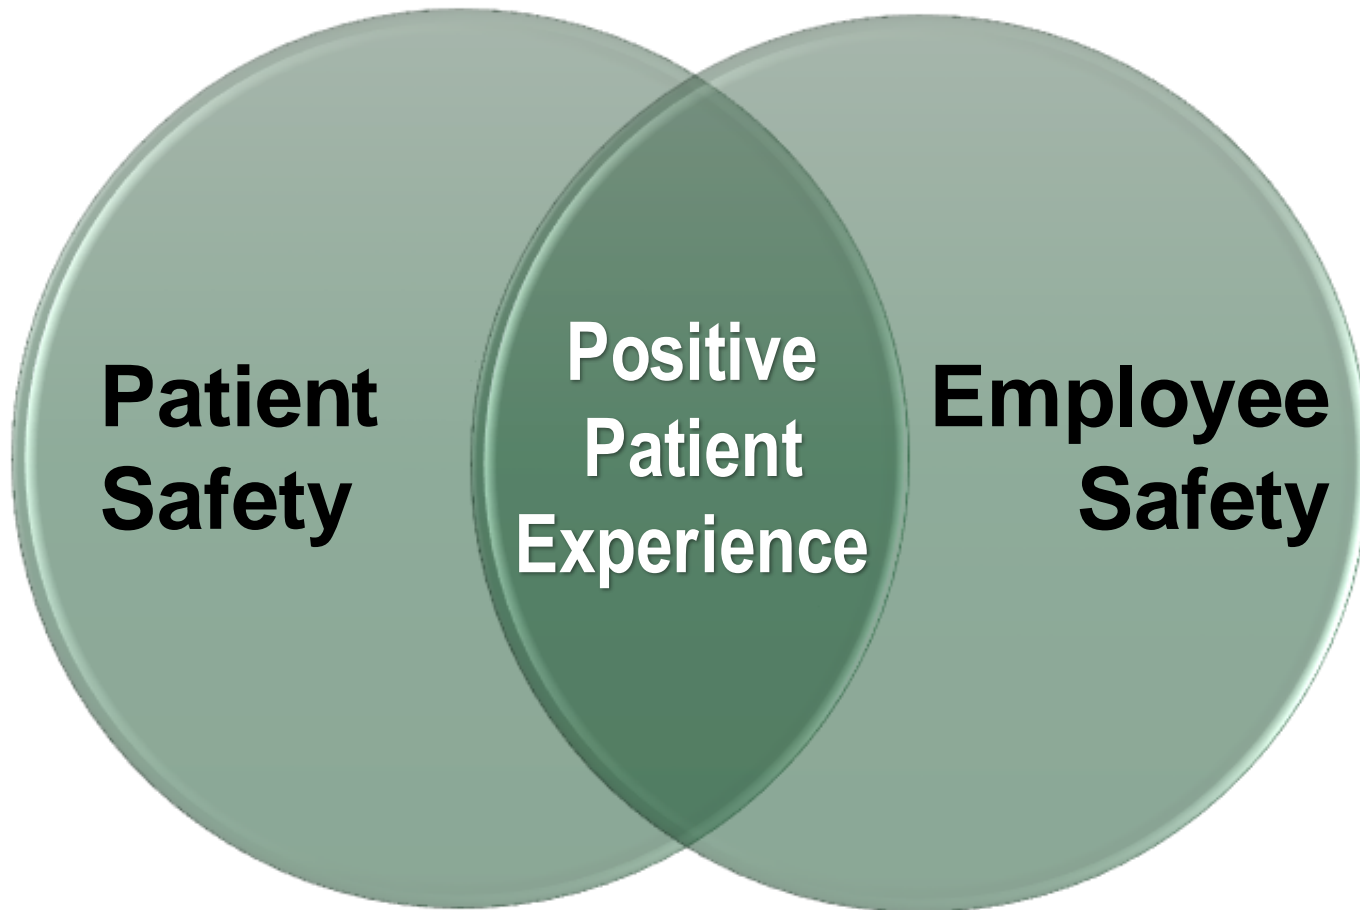 Patient
Safety
Positive
Patient
Experience
Employee
Safety